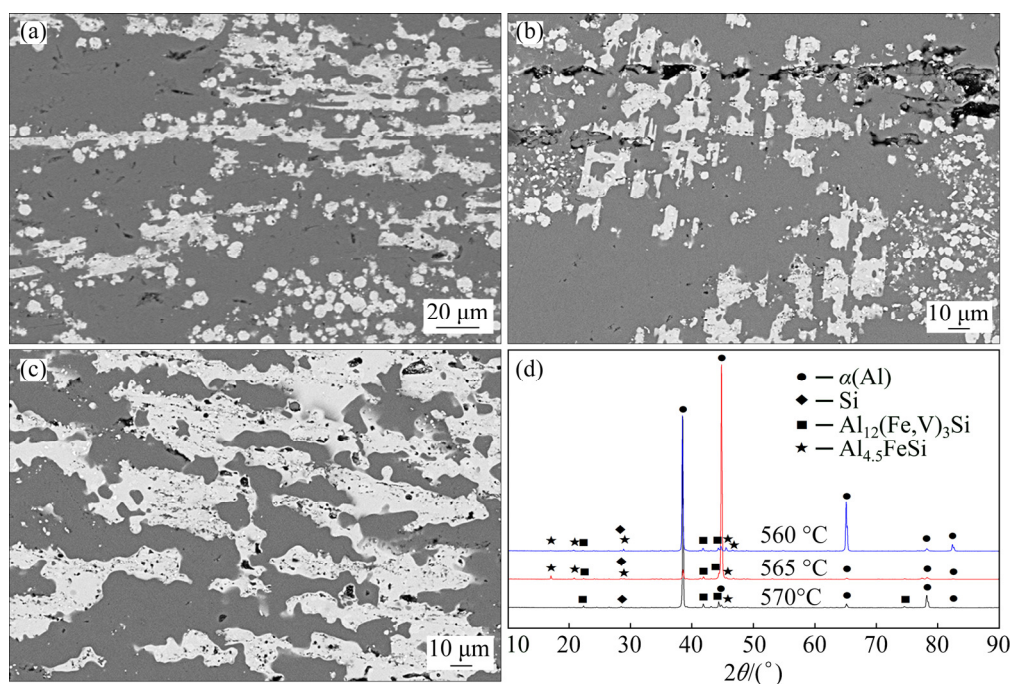 (a)
20 μm
(b)
10 μm
(c)
10 μm
(d)
α(Al)
Si
Al₁₂(Fe,V)₃Si
Al₄.₅FeSi
560 °C
565 °C
570°C
10 20 30 40 50 60 70 80 90
2θ/(°)